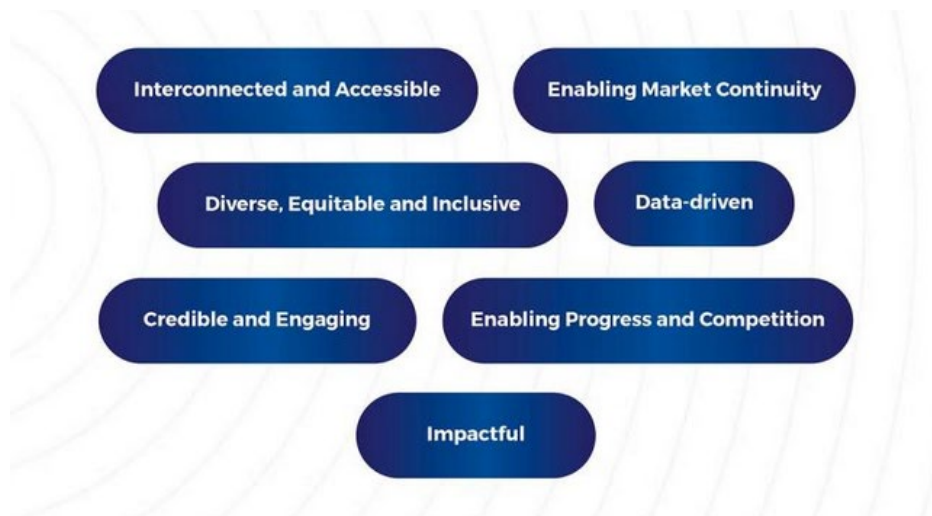 Interconnected and Accessible
Enabling Market Continuity
Diverse, Equitable and Inclusive
Data-driven
Credible and Engaging
Enabling Progress and Competition
Impactful